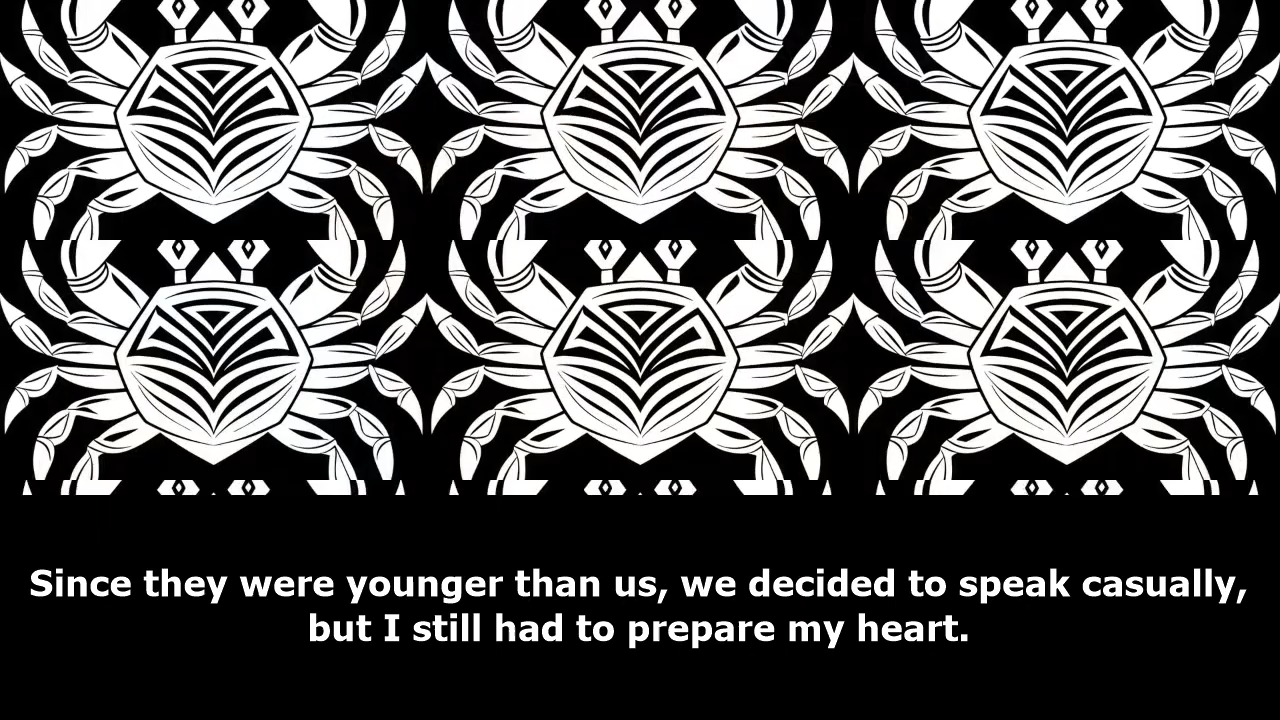 Since they were younger than us, we decided to speak casually,
but I still had to prepare my heart.